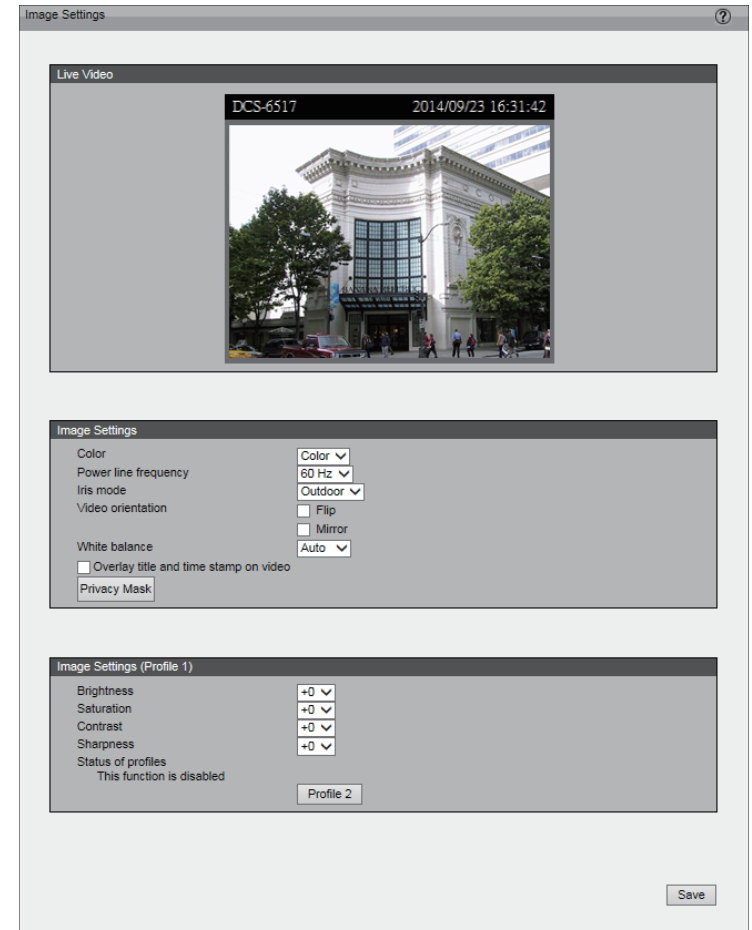 Image Settings
?
Live Video
DCS-6517 2014/09/23 16:31:42
Image Settings
Color Color
Power line frequency 60 Hz
Iris mode Outdoor
Video orientation Flip
Mirror
White balance Auto
Overlay title and time stamp on video
Privacy Mask
Image Settings (Profile 1)
Brightness +0
Saturation +0
Contrast +0
Sharpness +0
Status of profiles
This function is disabled
Profile 2
Save